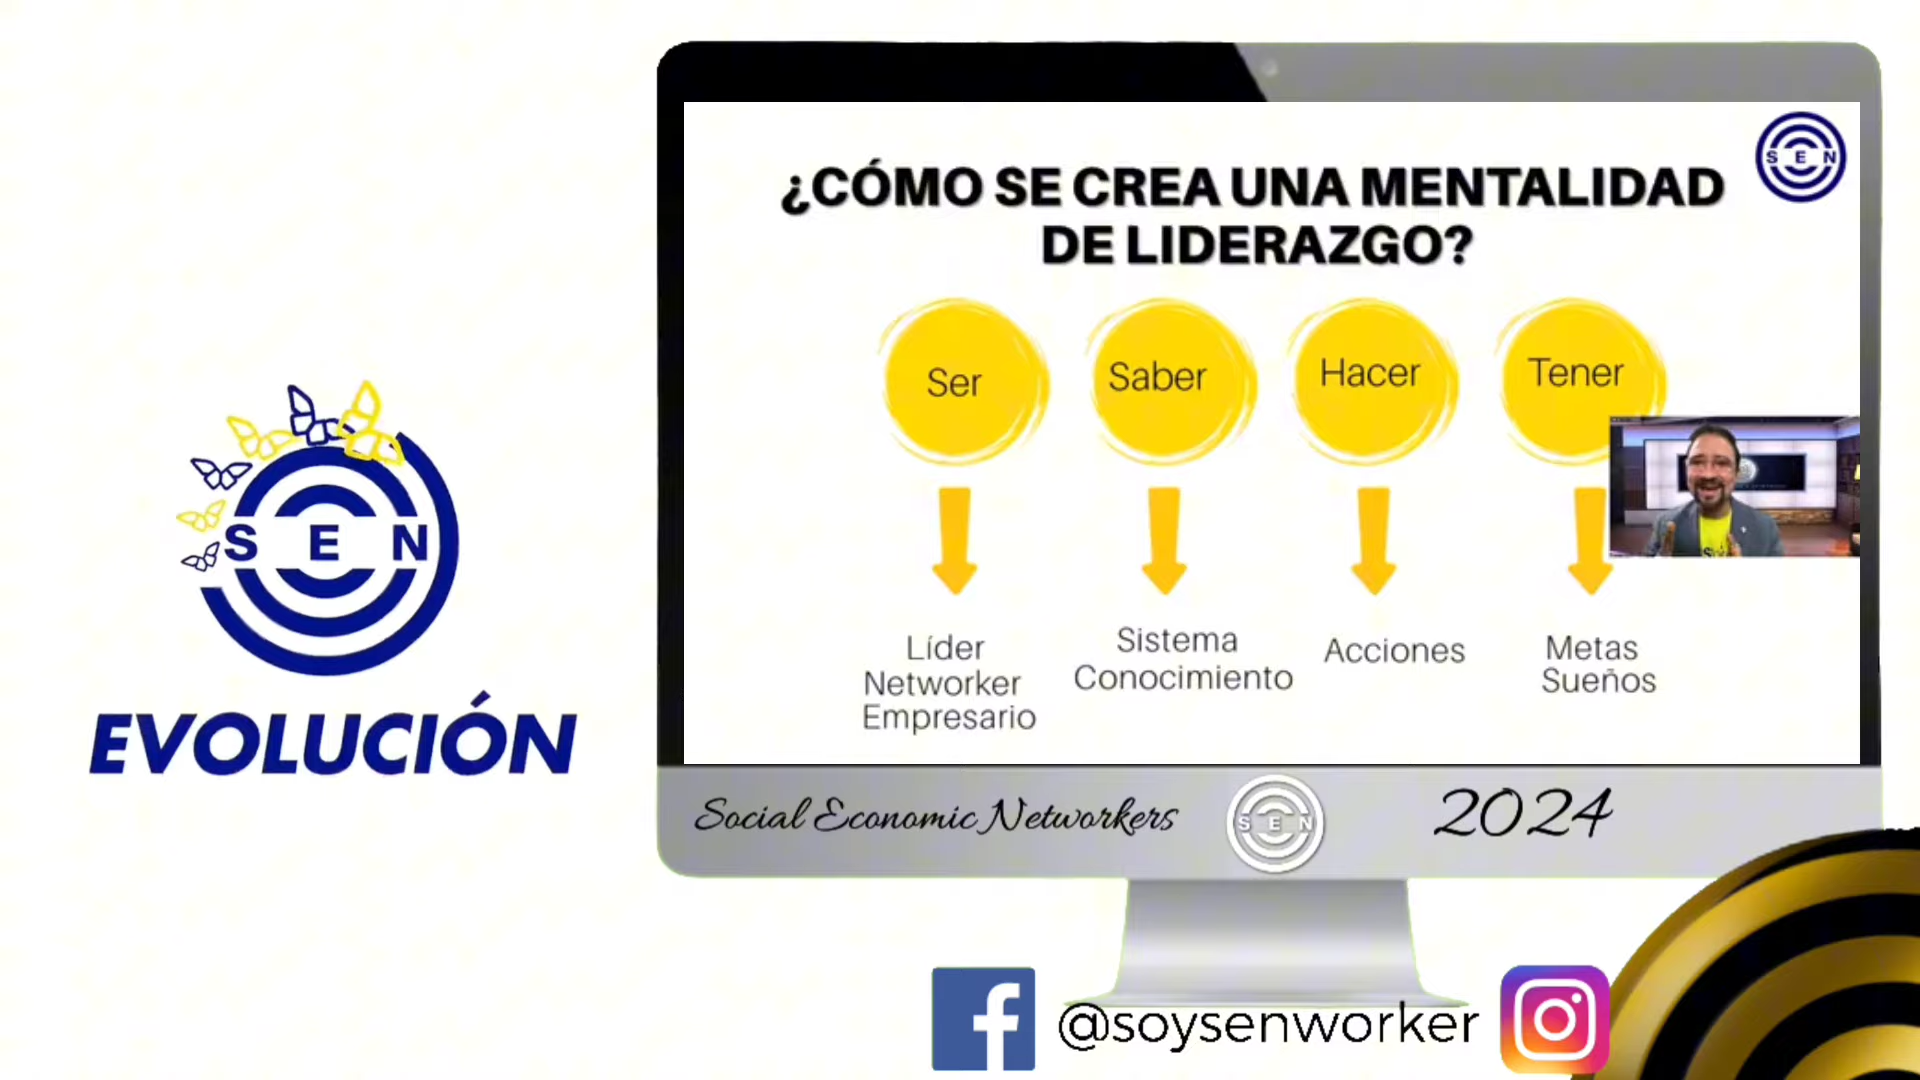 S E N
EVOLUCIÓN
S E N
¿CÓMO SE CREA UNA MENTALIDAD
DE LIDERAZGO?
Ser
Saber
Hacer
Tener
Líder
Networker
Empresario
Sistema
Conocimiento
Acciones
Metas
Sueños
Social Economic Networkers
S E N
2024
@soysenworker